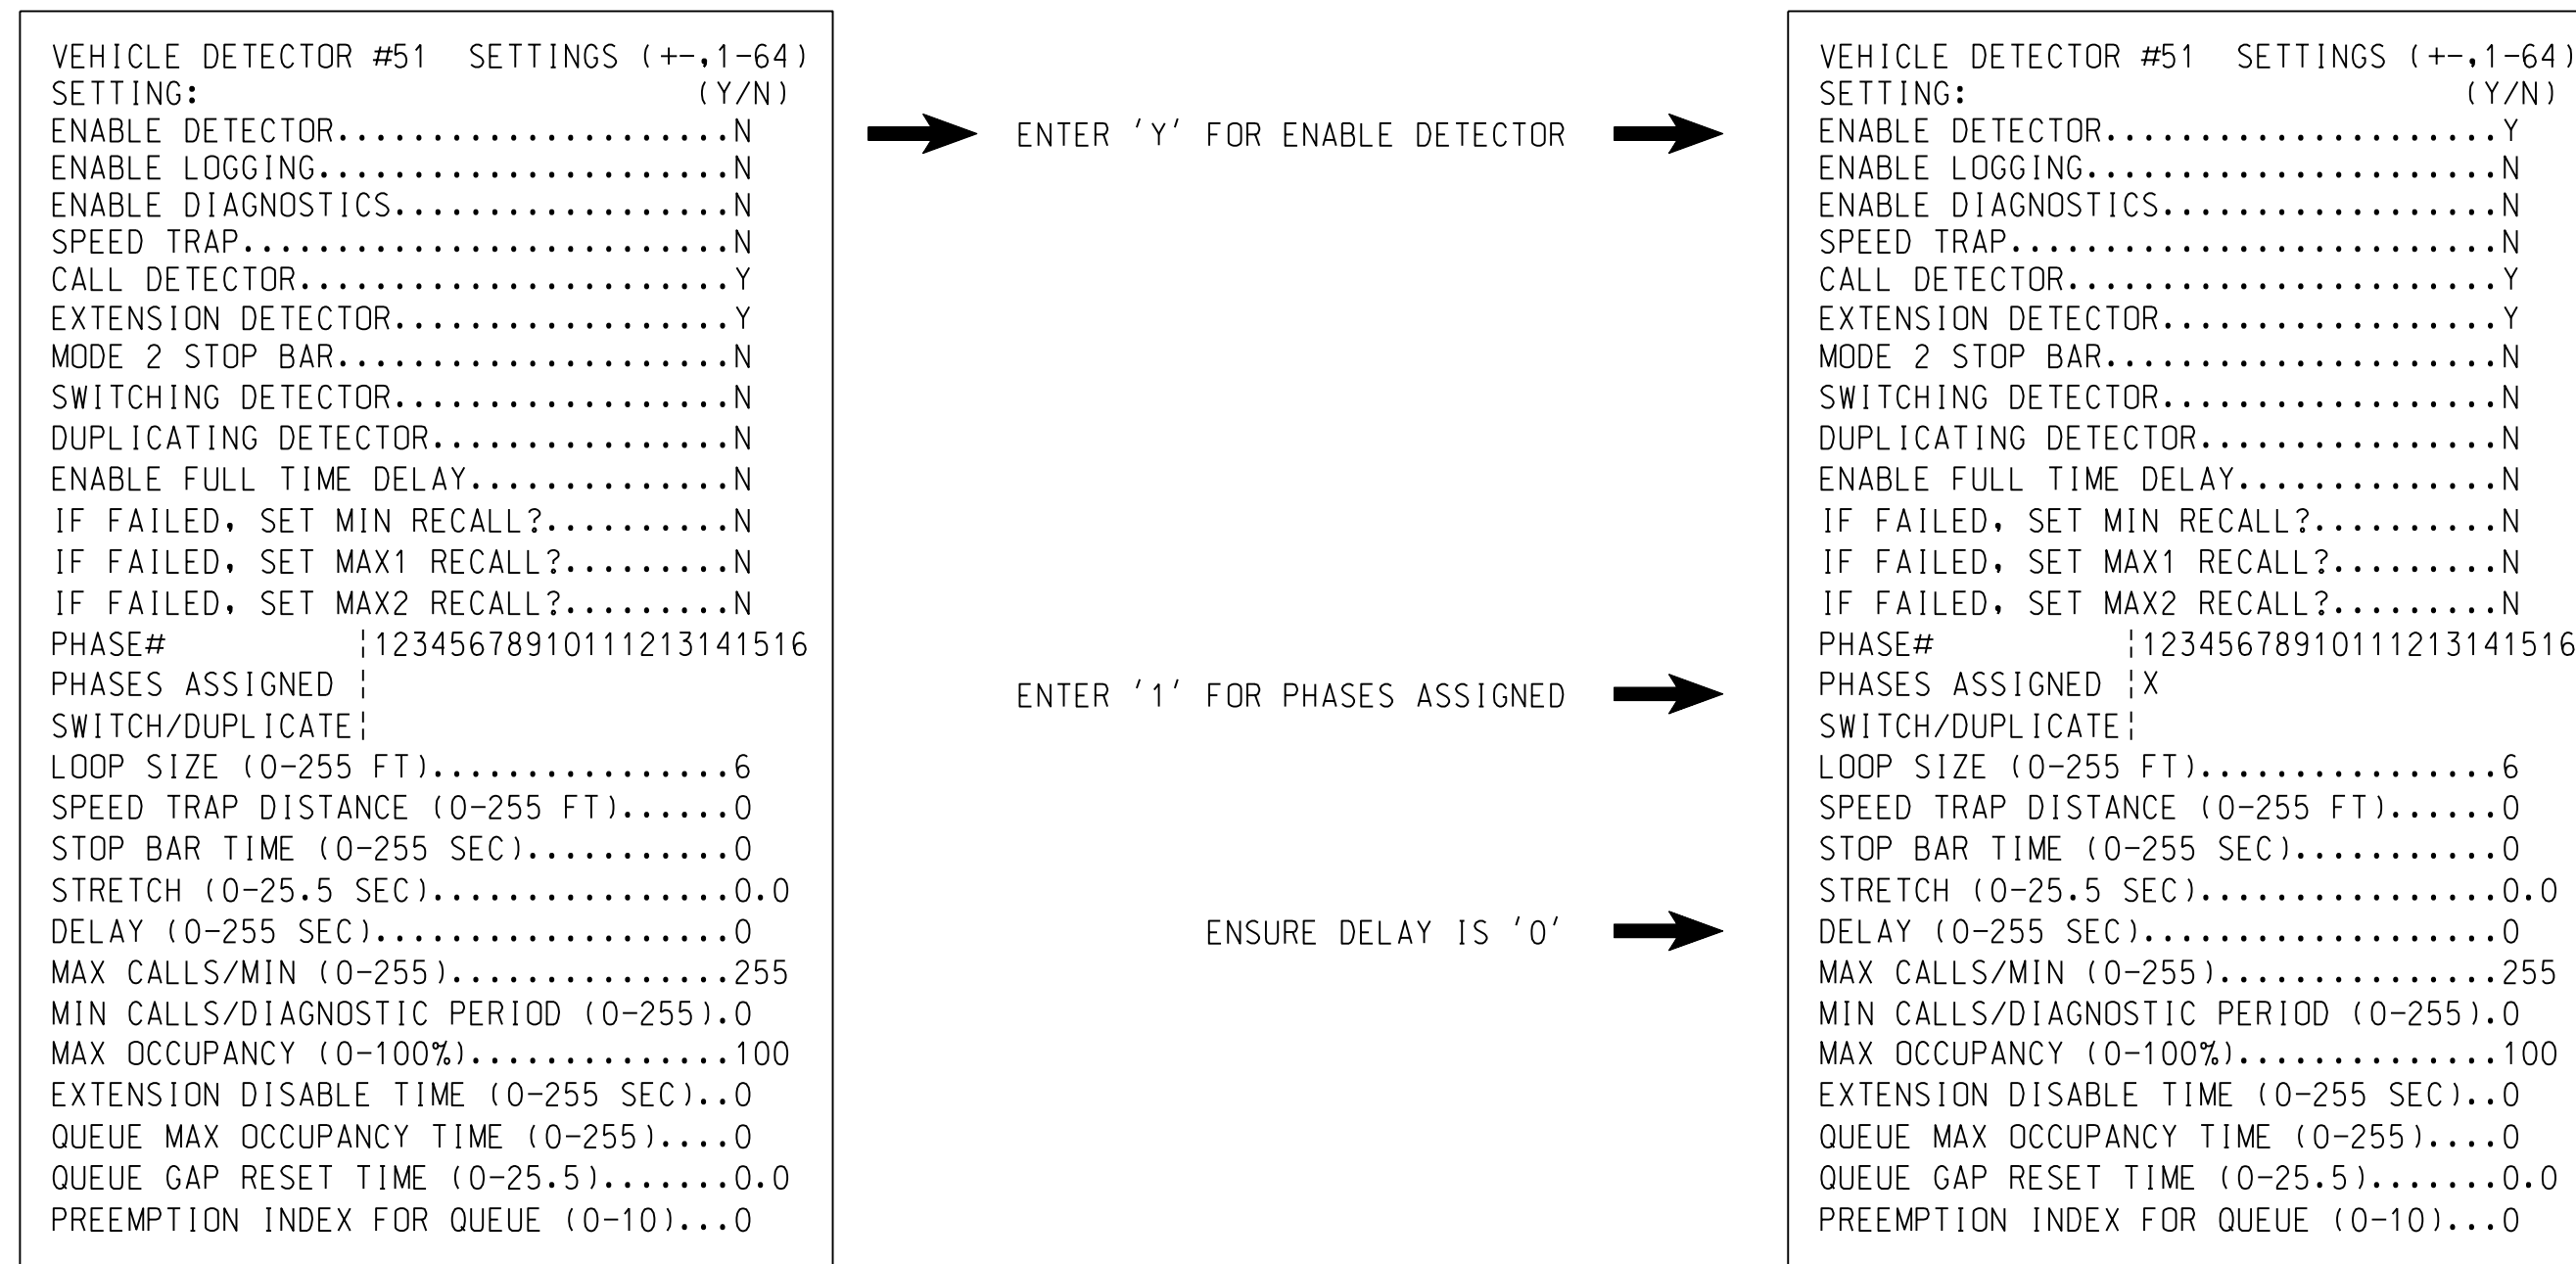 VEHICLE DETECTOR #51  SETTINGS (+-,1-64)
SETTING:                          (Y/N)
ENABLE DETECTOR.....................N
ENABLE LOGGING......................N
ENABLE DIAGNOSTICS..................N
SPEED TRAP..........................N
CALL DETECTOR.......................Y
EXTENSION DETECTOR..................Y
MODE 2 STOP BAR.....................N
SWITCHING DETECTOR..................N
DUPLICATING DETECTOR................N
ENABLE FULL TIME DELAY..............N
IF FAILED, SET MIN RECALL?..........N
IF FAILED, SET MAX1 RECALL?.........N
IF FAILED, SET MAX2 RECALL?.........N
PHASE#          ¦12345678910111213141516
PHASES ASSIGNED ¦
SWITCH/DUPLICATE¦
LOOP SIZE (0-255 FT)................6
SPEED TRAP DISTANCE (0-255 FT)......0
STOP BAR TIME (0-255 SEC)...........0
STRETCH (0-25.5 SEC)................0.0
DELAY (0-255 SEC)...................0
MAX CALLS/MIN (0-255)...............255
MIN CALLS/DIAGNOSTIC PERIOD (0-255).0
MAX OCCUPANCY (0-100%)..............100
EXTENSION DISABLE TIME (0-255 SEC)..0
QUEUE MAX OCCUPANCY TIME (0-255)....0
QUEUE GAP RESET TIME (0-25.5).......0.0
PREEMPTION INDEX FOR QUEUE (0-10)...0
ENTER 'Y' FOR ENABLE DETECTOR
ENTER '1' FOR PHASES ASSIGNED
ENSURE DELAY IS '0'
VEHICLE DETECTOR #51  SETTINGS (+-,1-64)
SETTING:                          (Y/N)
ENABLE DETECTOR.....................Y
ENABLE LOGGING......................N
ENABLE DIAGNOSTICS..................N
SPEED TRAP..........................N
CALL DETECTOR.......................Y
EXTENSION DETECTOR..................Y
MODE 2 STOP BAR.....................N
SWITCHING DETECTOR..................N
DUPLICATING DETECTOR................N
ENABLE FULL TIME DELAY..............N
IF FAILED, SET MIN RECALL?..........N
IF FAILED, SET MAX1 RECALL?.........N
IF FAILED, SET MAX2 RECALL?.........N
PHASE#          ¦12345678910111213141516
PHASES ASSIGNED ¦X
SWITCH/DUPLICATE¦
LOOP SIZE (0-255 FT)................6
SPEED TRAP DISTANCE (0-255 FT)......0
STOP BAR TIME (0-255 SEC)...........0
STRETCH (0-25.5 SEC)................0.0
DELAY (0-255 SEC)...................0
MAX CALLS/MIN (0-255)...............255
MIN CALLS/DIAGNOSTIC PERIOD (0-255).0
MAX OCCUPANCY (0-100%)..............100
EXTENSION DISABLE TIME (0-255 SEC)..0
QUEUE MAX OCCUPANCY TIME (0-255)....0
QUEUE GAP RESET TIME (0-25.5).......0.0
PREEMPTION INDEX FOR QUEUE (0-10)...0